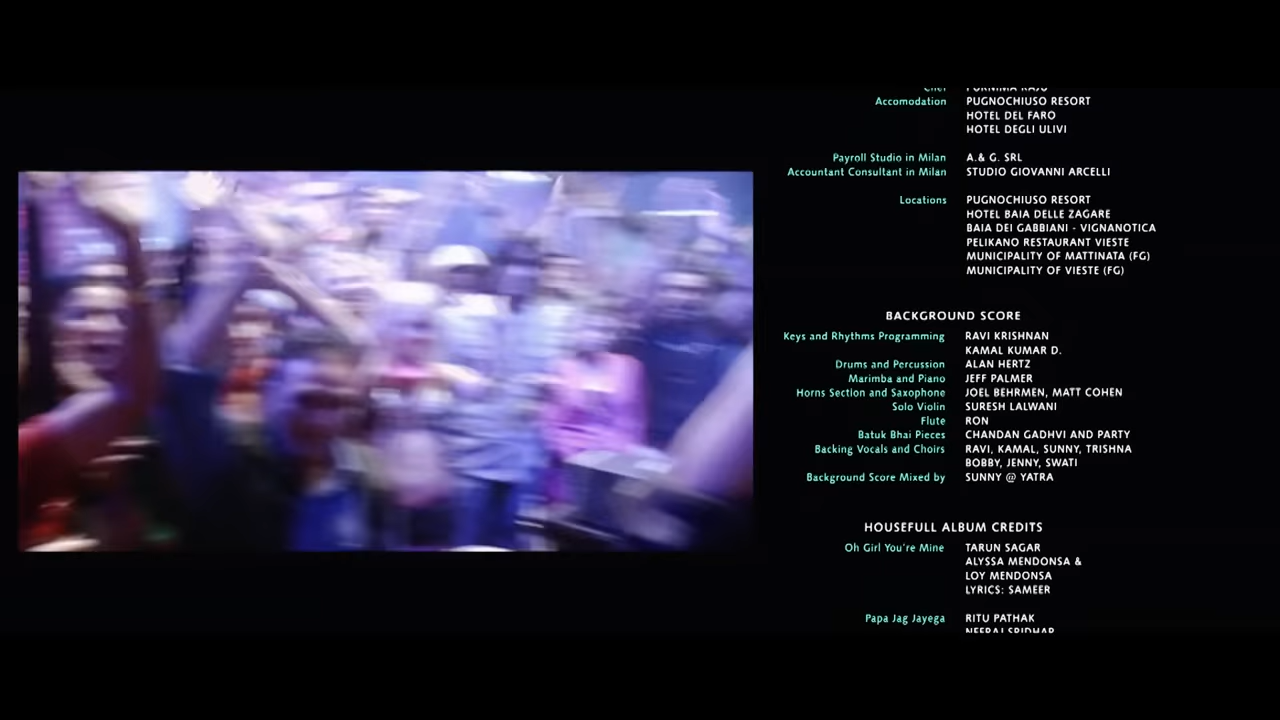 Accomodation PUGNOCHIUSO RESORT
HOTEL DEL FARO
HOTEL DEGLI ULIVI
Payroll Studio in Milan A.& G. SRL
Accountant Consultant in Milan STUDIO GIOVANNI ARCELLI
Locations PUGNOCHIUSO RESORT
HOTEL BAIA DELLE ZAGARE
BAIA DEI GABBIANI - VIGNANOTICA
PELIKANO RESTAURANT VIESTE
MUNICIPALITY OF MATTINATA (FG)
MUNICIPALITY OF VIESTE (FG)
BACKGROUND SCORE
Keys and Rhythms Programming RAVI KRISHNAN
KAMAL KUMAR D.
Drums and Percussion ALAN HERTZ
Marimba and Piano JEFF PALMER
Horns Section and Saxophone JOEL BEHRMEN, MATT COHEN
Solo Violin SURESH LALWANI
Flute RON
Batuk Bhai Pieces CHANDAN GADHVI AND PARTY
Backing Vocals and Choirs RAVI, KAMAL, SUNNY, TRISHNA
BOBBY, JENNY, SWATI
Background Score Mixed by SUNNY @ YATRA
HOUSEFULL ALBUM CREDITS
Oh Girl You're Mine TARUN SAGAR
ALYSSA MENDONSA &
LOY MENDONSA
LYRICS: SAMEER
Papa Jag Jayega RITU PATHAK
NEERAJ SRIDHAR